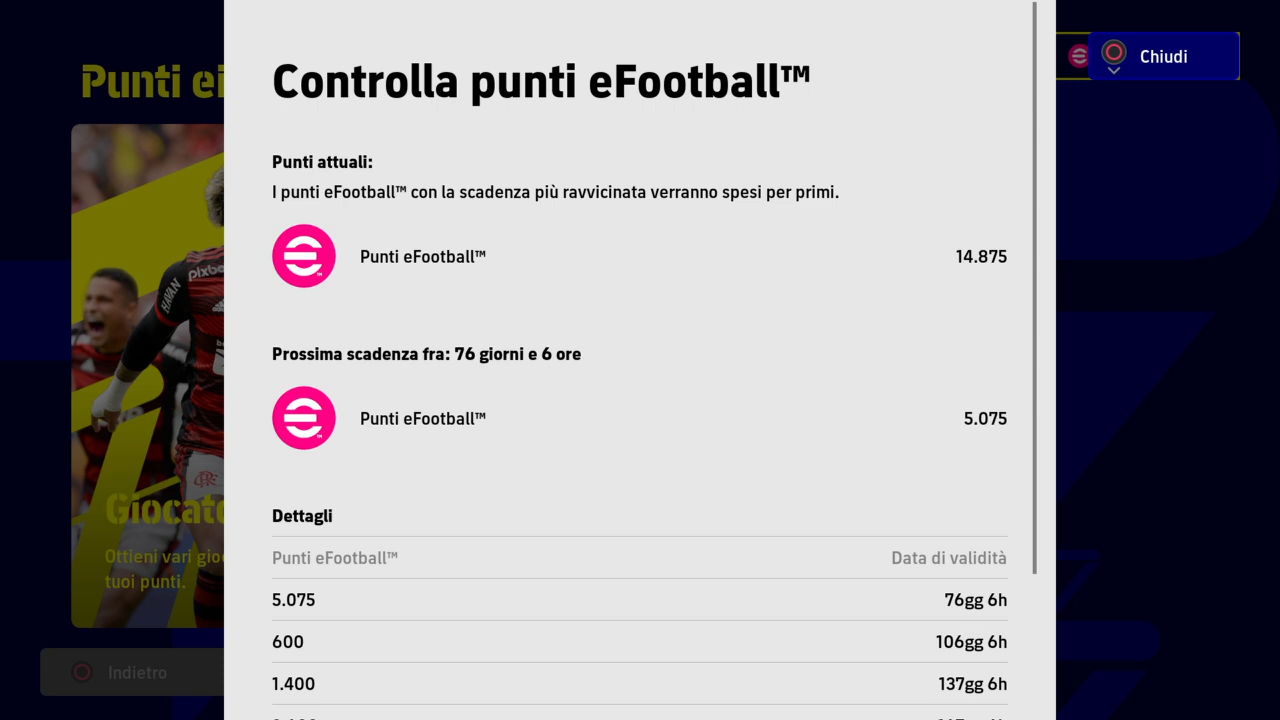 Controlla punti eFootball™
Chiudi
Punti
Punti attuali:
I punti eFootball™ con la scadenza più ravvicinata verranno spesi per primi.
Punti eFootball™ 14.875
Prossima scadenza fra: 76 giorni e 6 ore
Punti eFootball™ 5.075
Dettagli
Punti eFootball™ Data di validità
5.075 76gg 6h
600 106gg 6h
1.400 137gg 6h
pixbet
HAVAN
Ottieni vari
tuoi punti.
Indietro